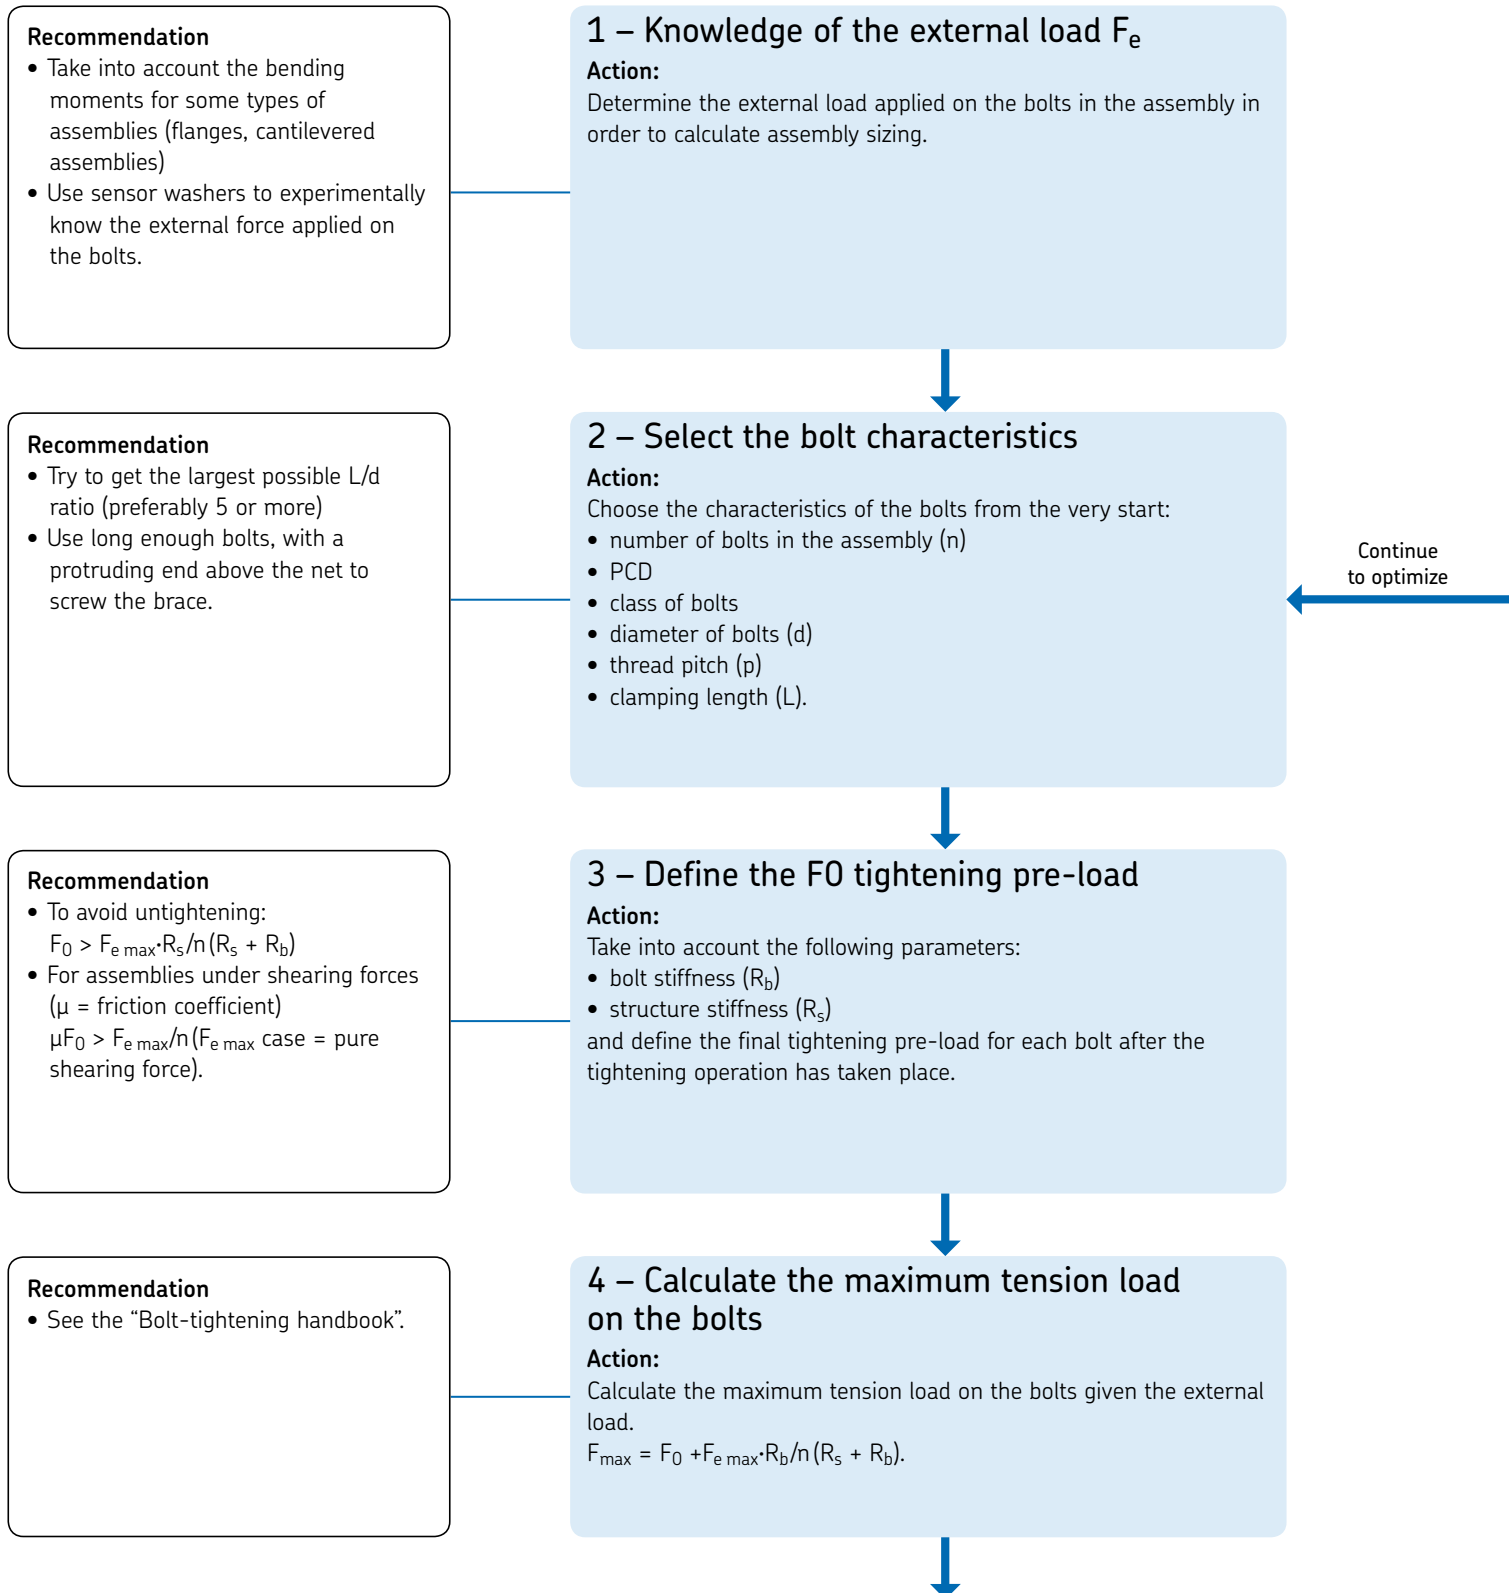 Recommendation
• Take into account the bending
moments for some types of
assemblies (flanges, cantilevered
assemblies)
• Use sensor washers to experimentally
know the external force applied on
the bolts.
1 – Knowledge of the external load Fe
Action:
Determine the external load applied on the bolts in the assembly in
order to calculate assembly sizing.
Recommendation
• Try to get the largest possible L/d
ratio (preferably 5 or more)
• Use long enough bolts, with a
protruding end above the net to
screw the brace.
2 – Select the bolt characteristics
Action:
Choose the characteristics of the bolts from the very start:
• number of bolts in the assembly (n)
• PCD
• class of bolts
• diameter of bolts (d)
• thread pitch (p)
• clamping length (L).
Continue
to optimize
Recommendation
• To avoid untightening:
F0 > Fe max·Rs/n(Rs + Rb)
• For assemblies under shearing forces
(μ = friction coefficient)
μF0 > Fe max/n(Fe max case = pure
shearing force).
3 – Define the F0 tightening pre-load
Action:
Take into account the following parameters:
• bolt stiffness (Rb)
• structure stiffness (Rs)
and define the final tightening pre-load for each bolt after the
tightening operation has taken place.
Recommendation
• See the “Bolt-tightening handbook”.
4 – Calculate the maximum tension load
on the bolts
Action:
Calculate the maximum tension load on the bolts given the external
load.
Fmax = F0 +Fe max·Rb/n(Rs + Rb).